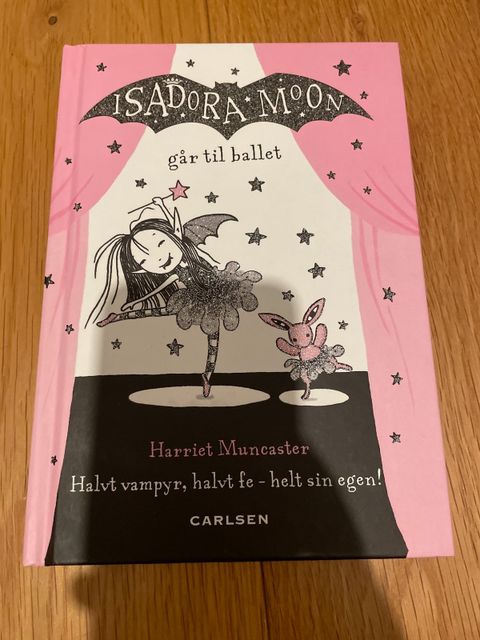 ISADORA MOON
går til ballet
Harriet Muncaster
Halvt vampyr, halvt fe - helt sin egen!
CARLSEN